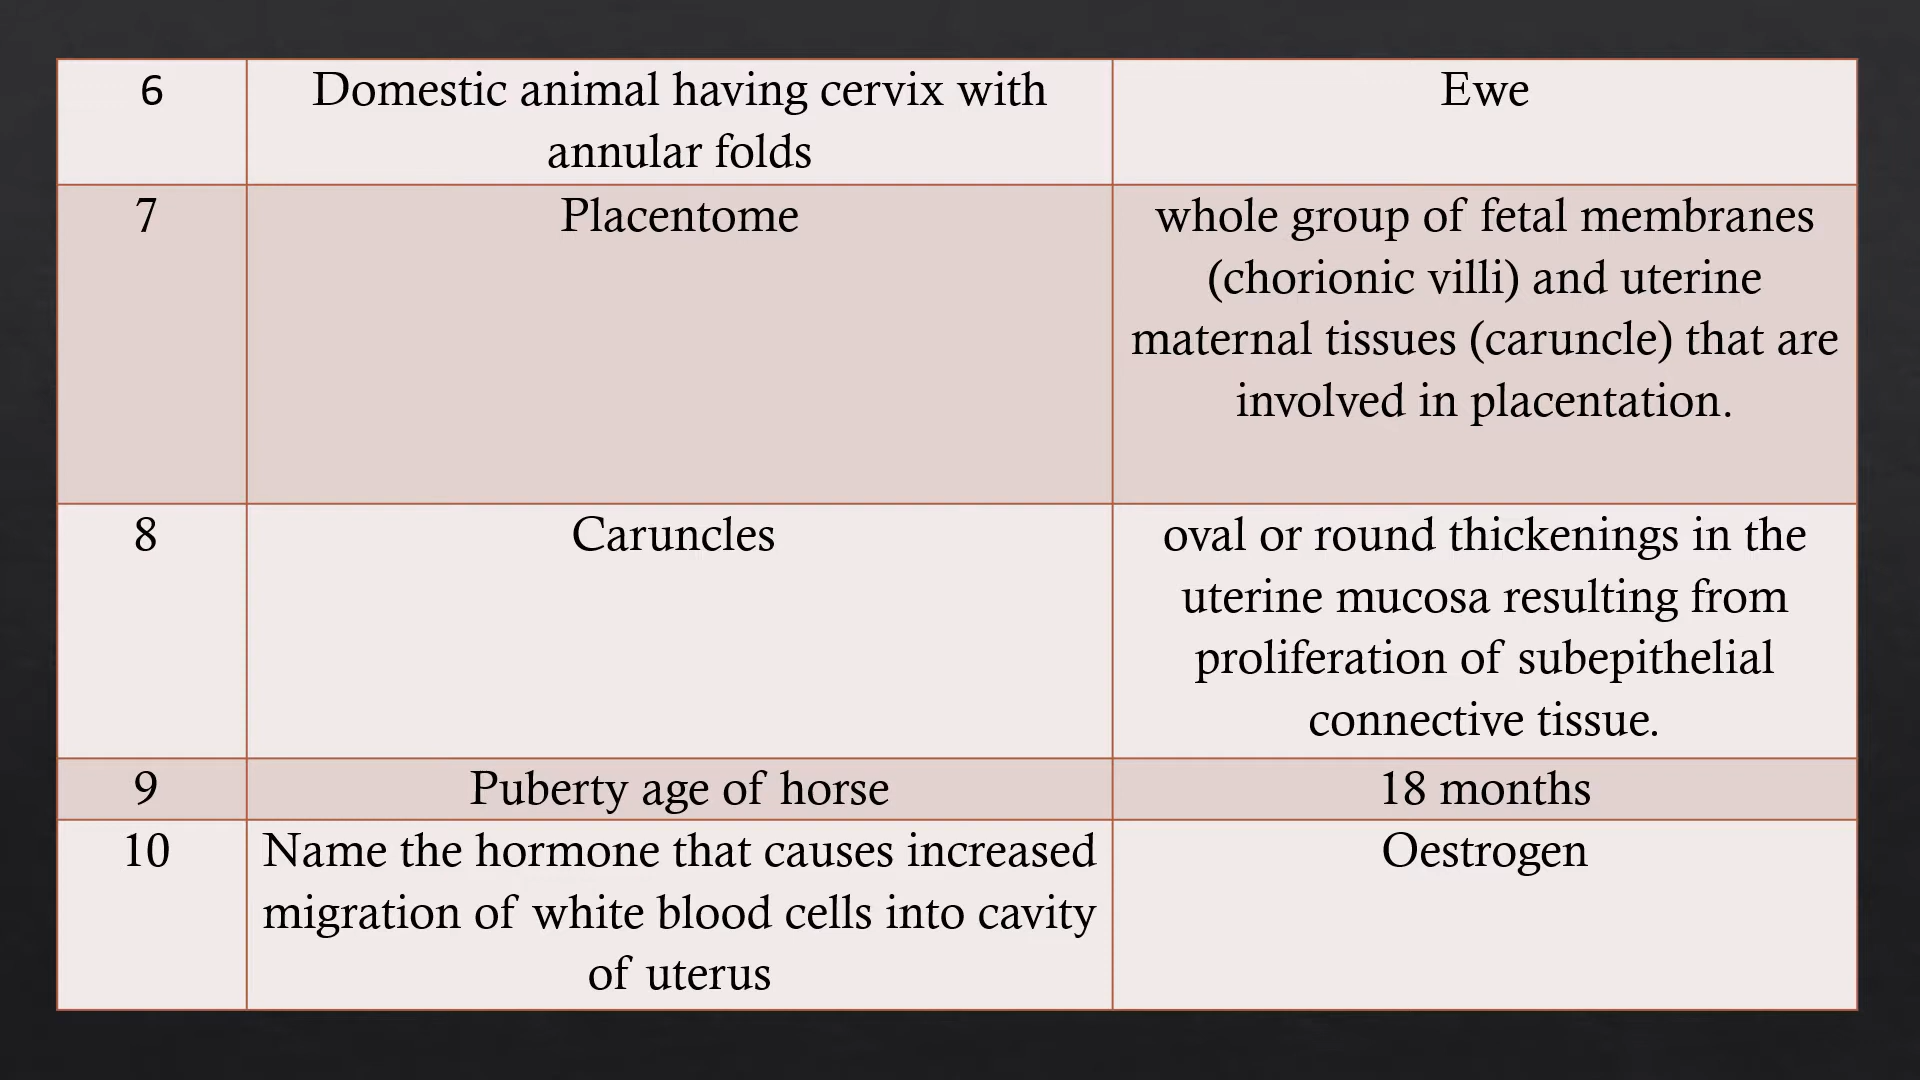 6
Domestic animal having cervix with
annular folds
Ewe
7
Placentome
whole group of fetal membranes
(chorionic villi) and uterine
maternal tissues (caruncle) that are
involved in placentation.
8
Caruncles
oval or round thickenings in the
uterine mucosa resulting from
proliferation of subepithelial
connective tissue.
9
Puberty age of horse
18 months
10
Name the hormone that causes increased
migration of white blood cells into cavity
of uterus
Oestrogen